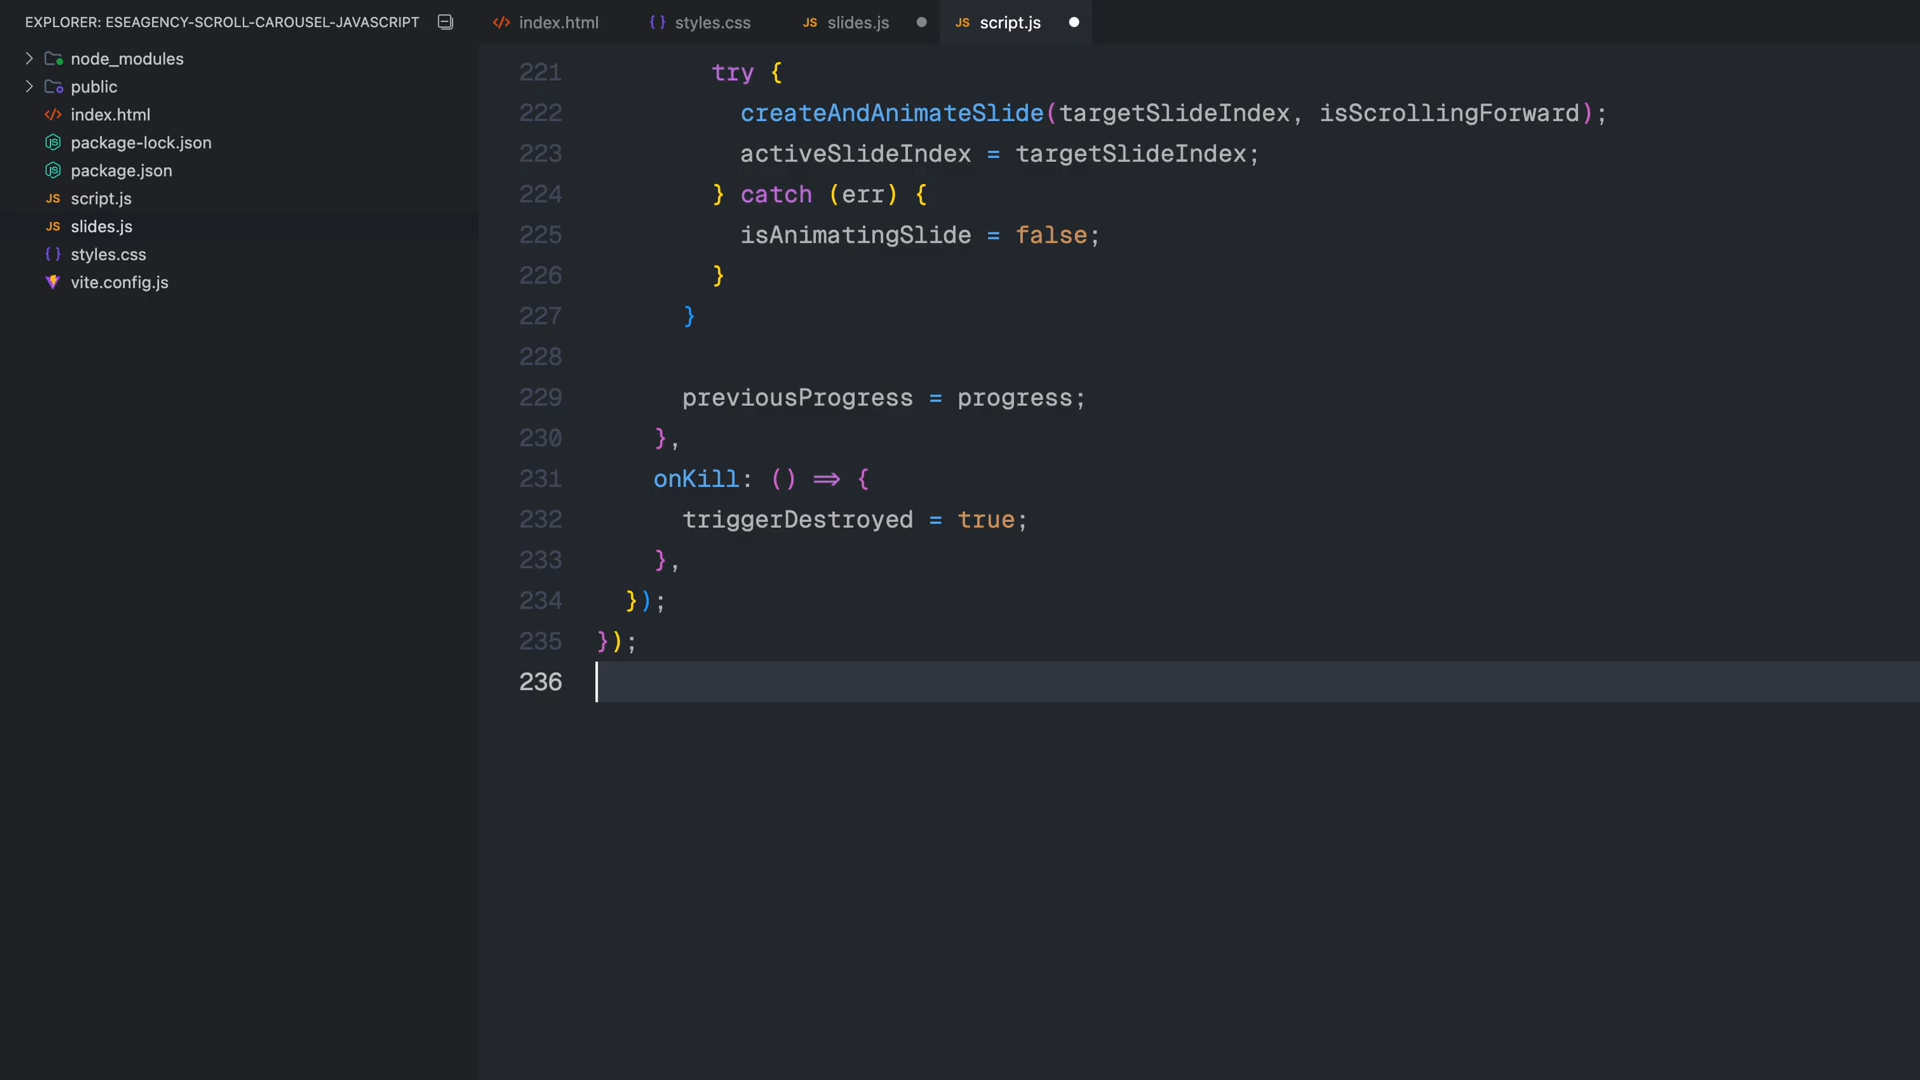 EXPLORER: ESEAGENCY-SCROLL-CAROUSEL-JAVASCRIPT
node_modules
public
index.html
package-lock.json
package.json
script.js
slides.js
styles.css
vite.config.js
index.html
styles.css
JS slides.js
JS script.js
221 try {
222 createAndAnimateSlide(targetSlideIndex, isScrollingForward);
223 activeSlideIndex = targetSlideIndex;
224 } catch (err) {
225 isAnimatingSlide = false;
226 }
227 }
228
229 previousProgress = progress;
230 },
231 onKill: () => {
232 triggerDestroyed = true;
233 },
234 });
235 });
236